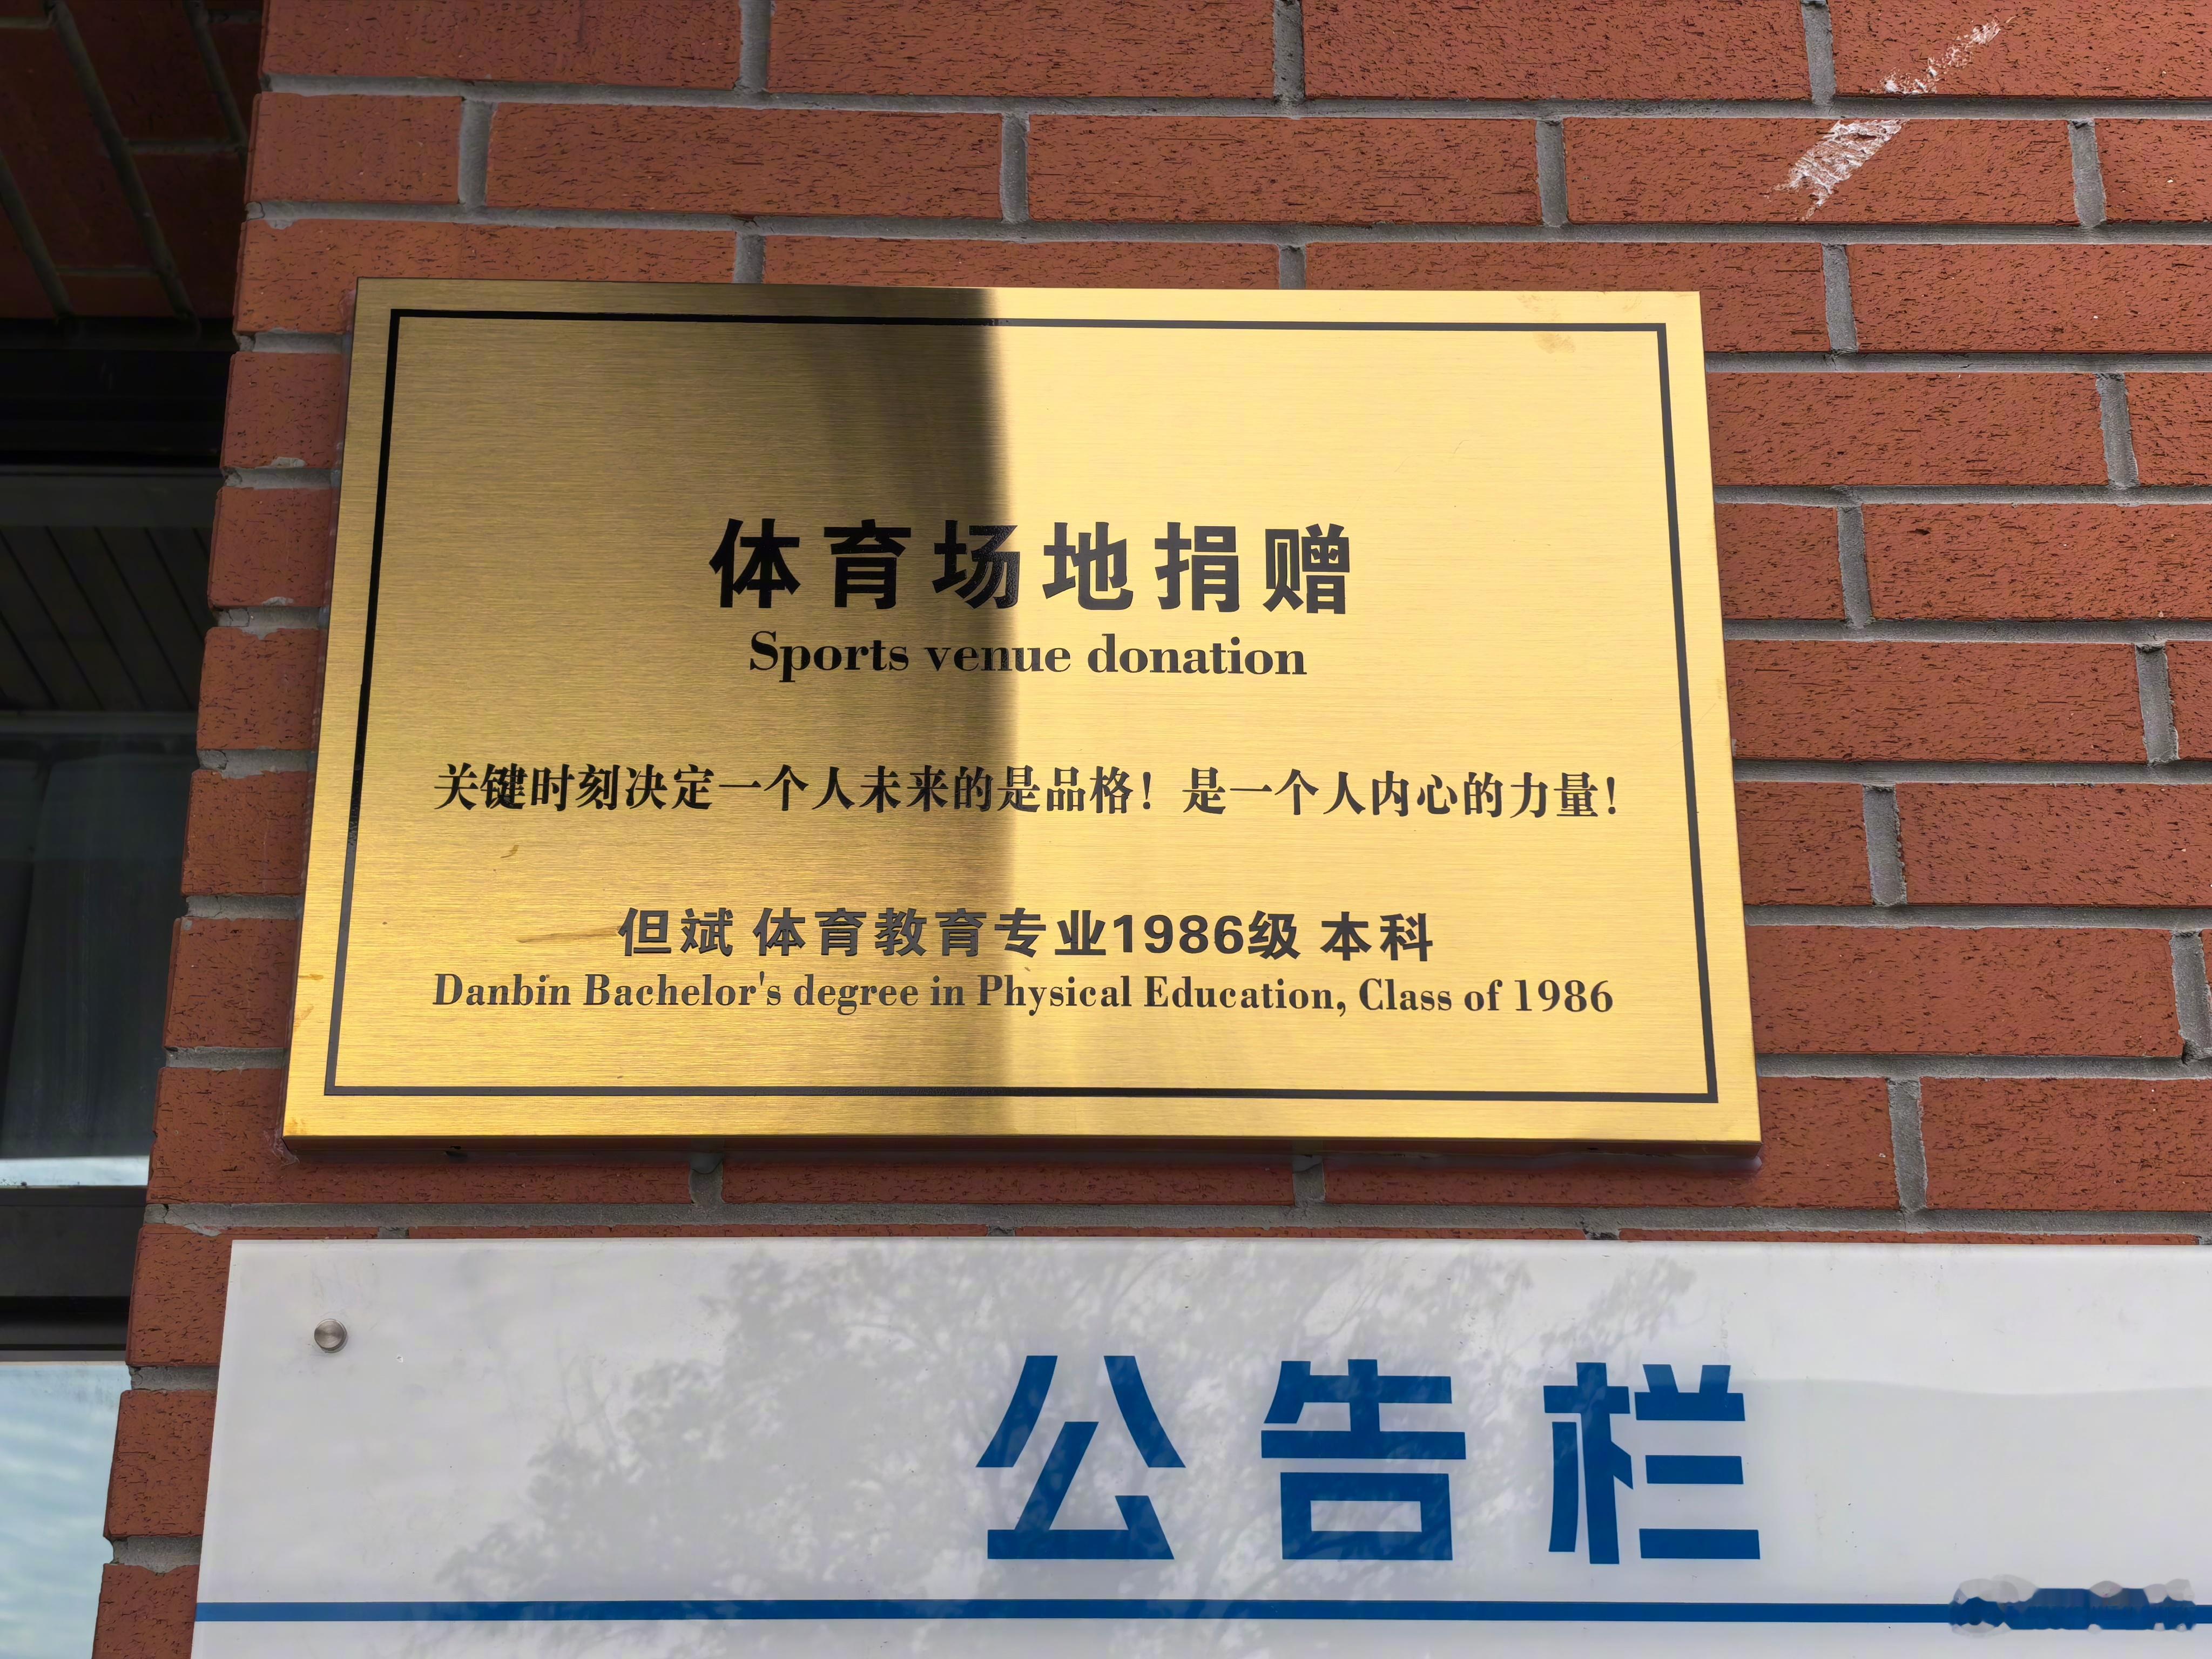 体育场地捐赠
Sports venue donation
关键时刻决定一个人未来的是品格！是一个人内心的力量！
但斌 体育教育专业1986级 本科
Danbin Bachelor's degree in Physical Education, Class of 1986
公告栏